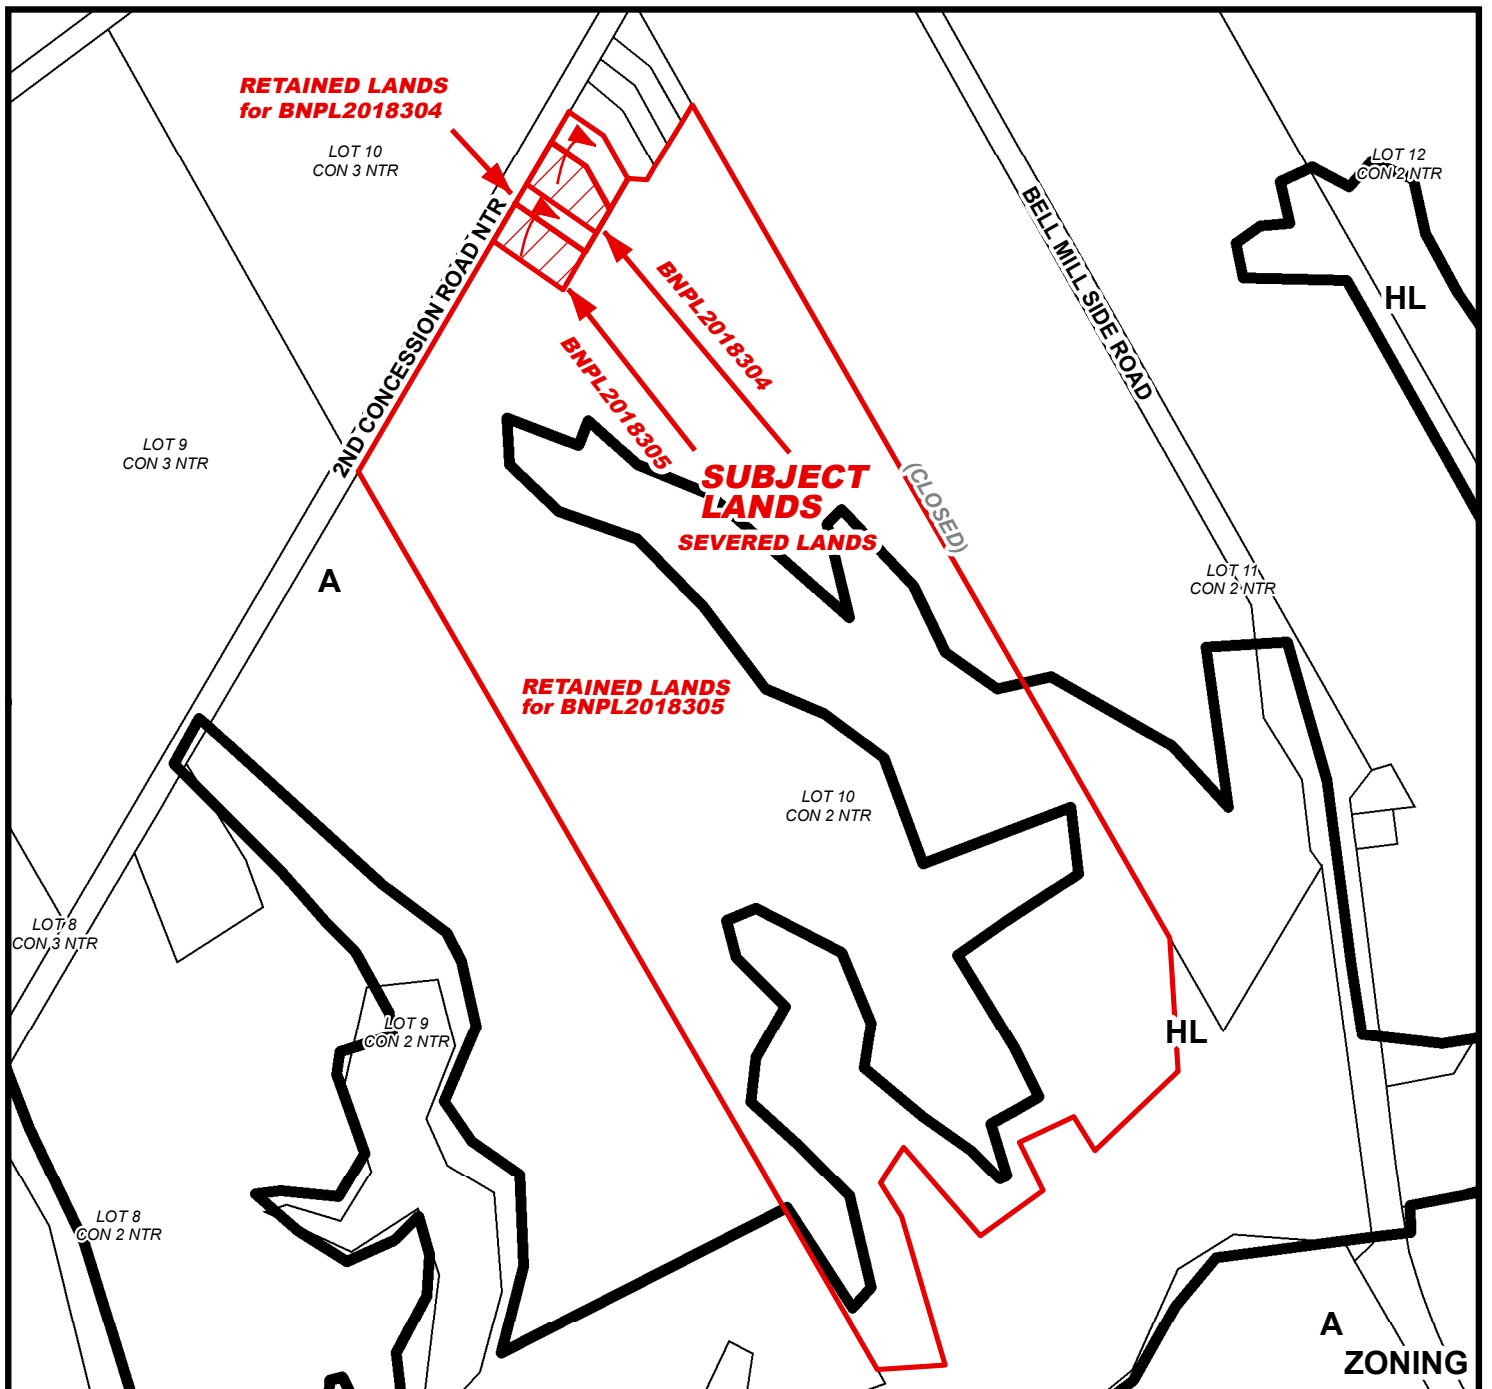 RETAINED LANDS
for BNPL2018304
LOT 10
CON 3 NTR
LOT 12
CON 2 NTR
2ND CONCESSION ROAD NTR
BELL MILL SIDE ROAD
HL
BNPL2018304
BNPL2018305
LOT 9
CON 3 NTR
SUBJECT
LANDS
SEVERED LANDS
(CLOSED)
A
LOT 11
CON 2 NTR
RETAINED LANDS
for BNPL2018305
LOT 10
CON 2 NTR
LOT 8
CON 3 NTR
LOT 9
CON 2 NTR
HL
LOT 8
CON 2 NTR
A
ZONING